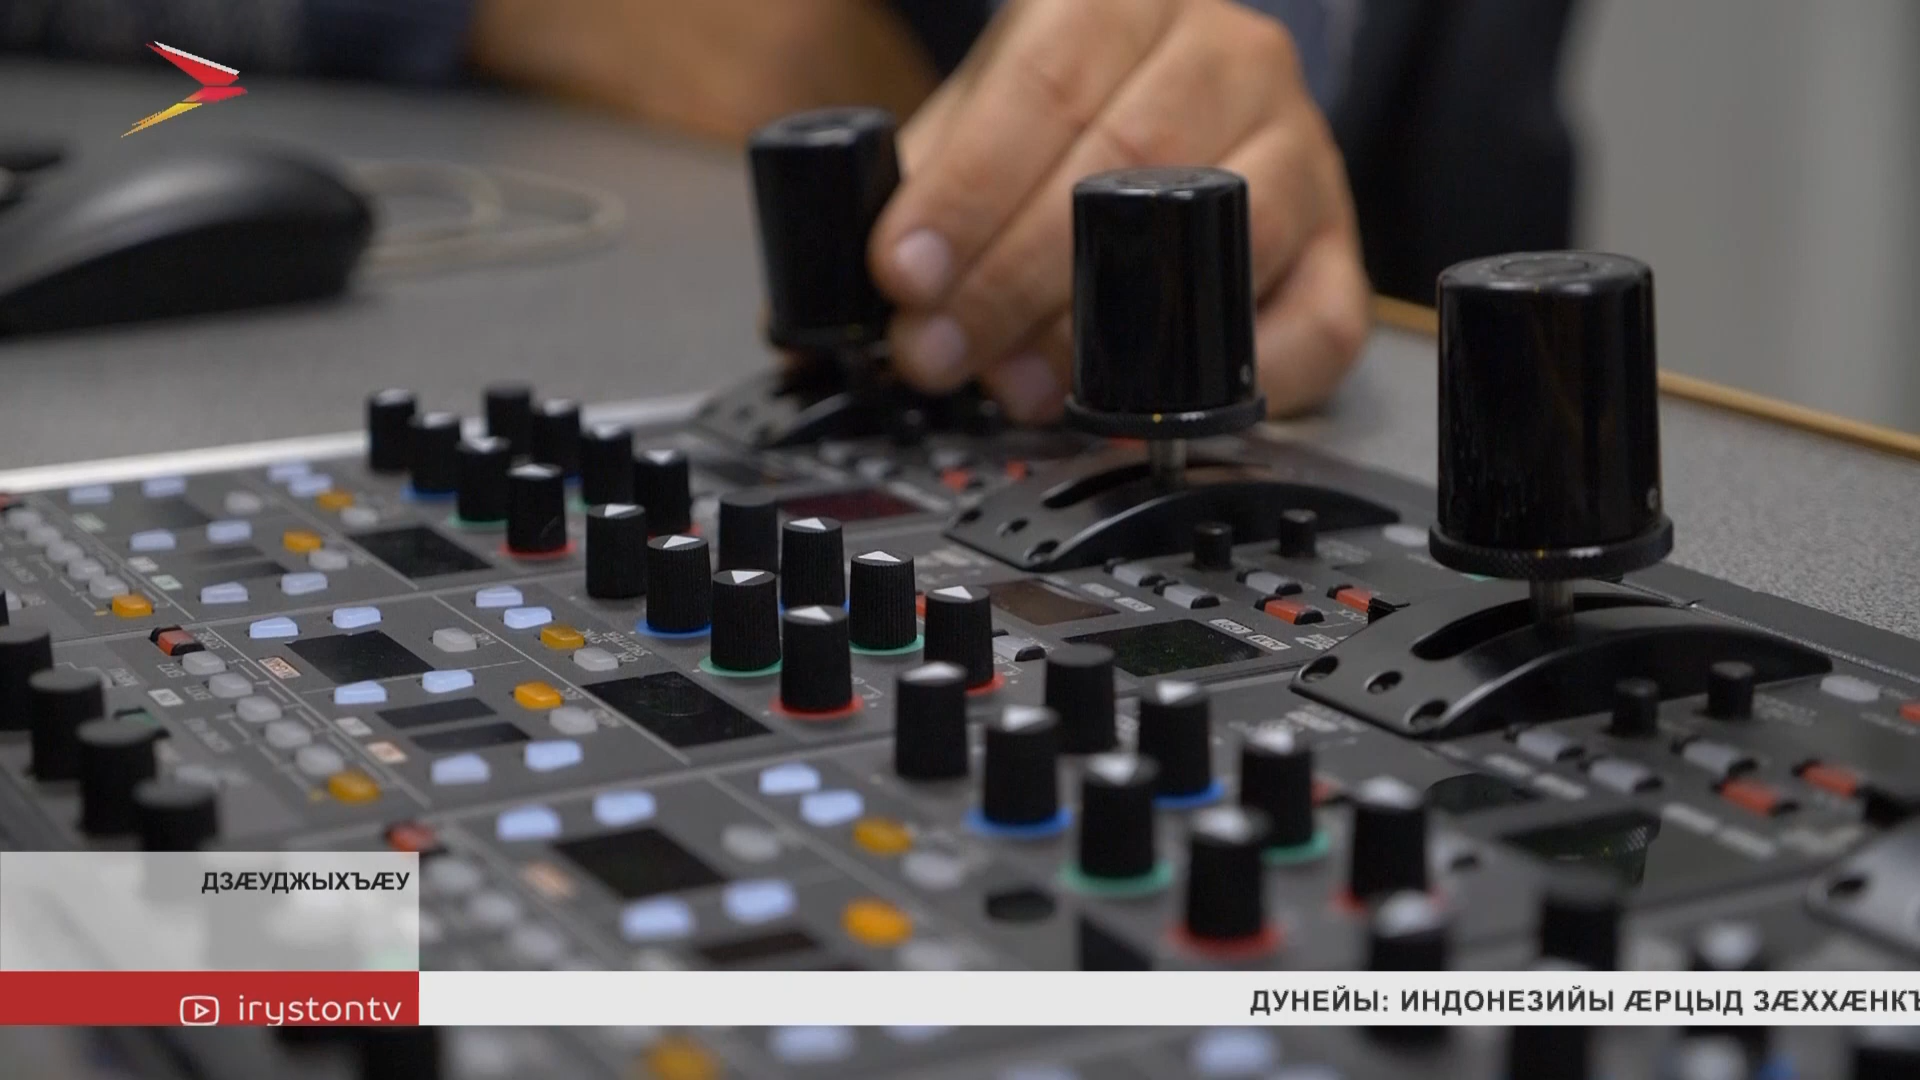 ДЗÆУДЖЫХЪÆУ
irystontv
ДУНЕЙЫ: ИНДОНЕЗИЙЫ ÆРЦЫД ЗÆХХÆНКЪ